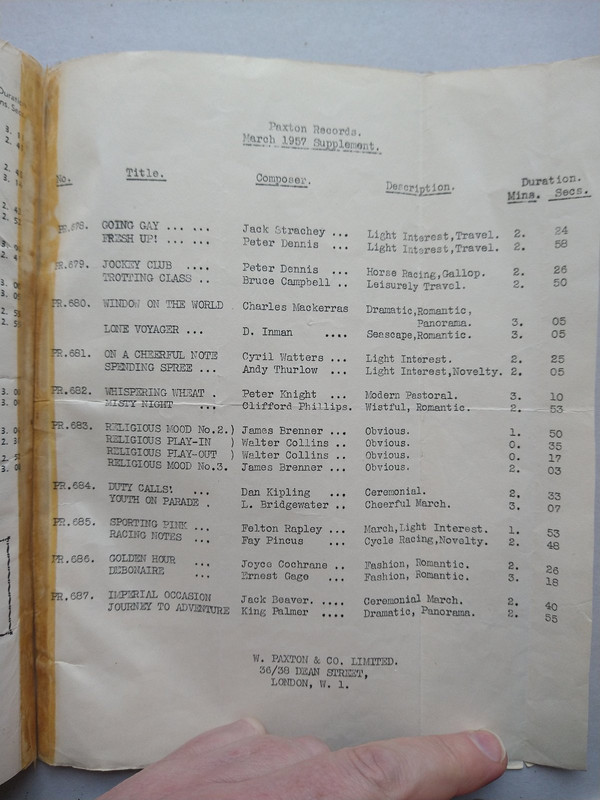 Paxton Records.
March 1957 Supplement.
No. Title. Composer. Description. Duration.
Mins. Secs.
PR.678. GOING GAY ... ... Jack Strachey ... Light Interest,Travel. 2. 24
FRESH UP! ... ... Peter Dennis ... Light Interest,Travel. 2. 58
PR.679. JOCKEY CLUB .... Peter Dennis ... Horse Racing,Gallop. 2. 26
TROTTING CLASS .. Bruce Campbell .. Leisurely Travel. 2. 50
PR.680. WINDOW ON THE WORLD Charles Mackerras Dramatic,Romantic,
Panorama. 3. 05
LONE VOYAGER ... D. Inman .... Seascape,Romantic. 3. 05
PR.681. ON A CHEERFUL NOTE Cyril Watters ... Light Interest. 2. 25
SPENDING SPREE ... Andy Thurlow ... Light Interest,Novelty. 2. 05
PR.682. WHISPERING WHEAT . Peter Knight ... Modern Pastoral. 3. 10
MISTY NIGHT ... Clifford Phillips. Wistful, Romantic. 2. 53
PR.683. RELIGIOUS MOOD No.2.) James Brenner ... Obvious. 1. 50
RELIGIOUS PLAY-IN ) Walter Collins .. Obvious. 0. 35
RELIGIOUS PLAY-OUT ) Walter Collins .. Obvious. 0. 17
RELIGIOUS MOOD No.3. James Brenner ... Obvious. 2. 03
PR.684. DUTY CALLS! ... Dan Kipling ... Ceremonial. 2. 33
YOUTH ON PARADE . L. Bridgewater .. Cheerful March. 3. 07
PR.685. SPORTING PINK ... Felton Rapley ... March,Light Interest. 1. 53
RACING NOTES ... Fay Pincus ... Cycle Racing,Novelty. 2. 48
PR.686. GOLDEN HOUR ... Joyce Cochrane .. Fashion, Romantic. 2. 26
DEBONAIRE ... Ernest Gage ... Fashion, Romantic. 3. 18
PR.687. IMPERIAL OCCASION Jack Beaver. .... Ceremonial March. 2. 40
JOURNEY TO ADVENTURE King Palmer .... Dramatic, Panorama. 2. 55
W. PAXTON & CO. LIMITED.
36/38 DEAN STREET,
LONDON, W. 1.